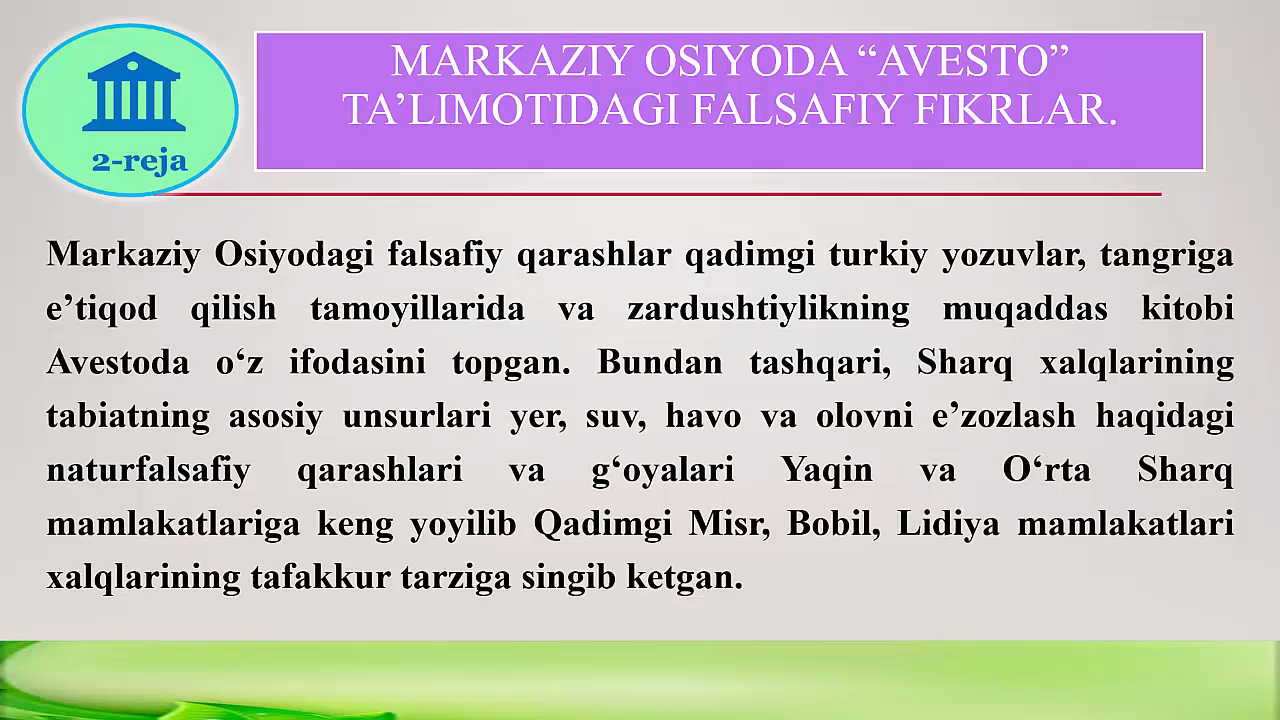 2-reja
MARKAZIY OSIYODA “AVESTO”
TA’LIMOTIDAGI FALSAFIY FIKRLAR.
Markaziy Osiyodagi falsafiy qarashlar qadimgi turkiy yozuvlar, tangriga
e’tiqod qilish tamoyillarida va zardushtiylikning muqaddas kitobi
Avestoda o‘z ifodasini topgan. Bundan tashqari, Sharq xalqlarining
tabiatning asosiy unsurlari yer, suv, havo va olovni e’zozlash haqidagi
naturfalsafiy qarashlari va g‘oyalari Yaqin va O‘rta Sharq
mamlakatlariga keng yoyilib Qadimgi Misr, Bobil, Lidiya mamlakatlari
xalqlarining tafakkur tarziga singib ketgan.